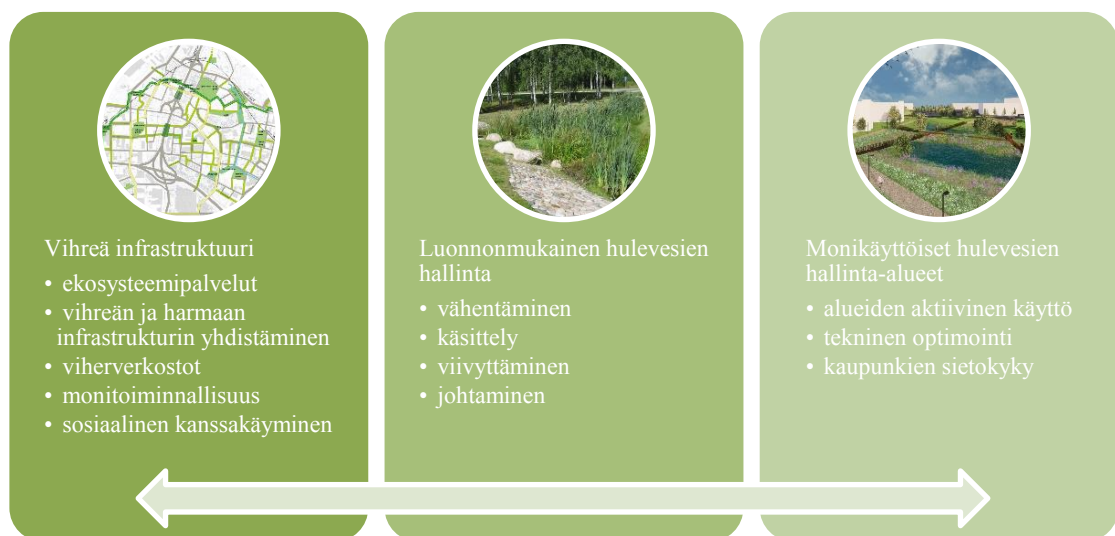 Vihreä infrastruktuuri
• ekosysteemipalvelut
• vihreän ja harmaan
infrastrukturin yhdistäminen
• viherverkostot
• monitoiminnallisuus
• sosiaalinen kanssakäyminen
Luonnonmukainen hulevesien
hallinta
• vähentäminen
• käsittely
• viivyttäminen
• johtaminen
Monikäyttöiset hulevesien
hallinta-alueet
• alueiden aktiivinen käyttö
• tekninen optimointi
• kaupunkien sietokyky